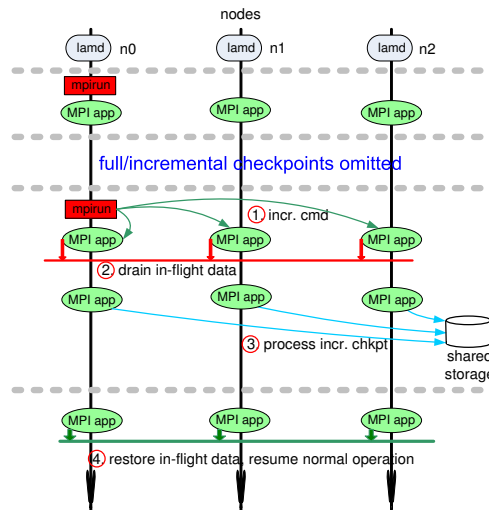 nodes
lamd n0 lamd n1 lamd n2
mpirun
MPI app MPI app MPI app
full/incremental checkpoints omitted
mpirun
1. incr. cmd
MPI app MPI app MPI app
2 drain in-flight data
MPI app MPI app MPI app
3 process incr. chkpt
shared
storage
MPI app MPI app MPI app
4 restore in-flight data, resume normal operation